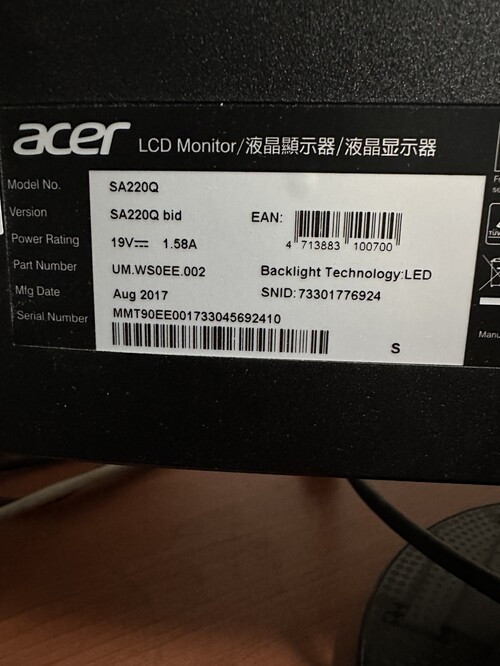 acer LCD Monitor/液晶顯示器/液晶显示器
Model No. SA220Q
Version SA220Q bid EAN:
4 713883 100700
Power Rating 19V⎓ 1.58A
Part Number UM.WS0EE.002 Backlight Technology:LED
Mfg Date Aug 2017 SNID:73301776924
Serial Number MMT90EE001733045692410
S